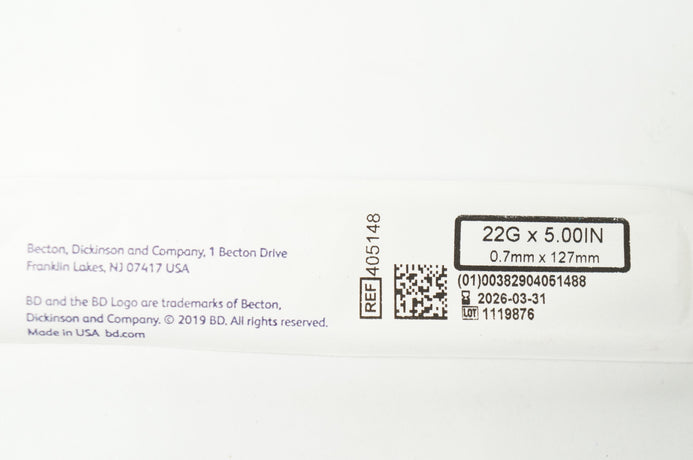 Becton, Dickinson and Company, 1 Becton Drive
Franklin Lakes, NJ 07417 USA
BD and the BD Logo are trademarks of Becton,
Dickinson and Company. © 2019 BD. All rights reserved.
Made in USA bd.com
REF 405148
22G x 5.00IN
0.7mm x 127mm
(01)00382904051488
2026-03-31
LOT 1119876